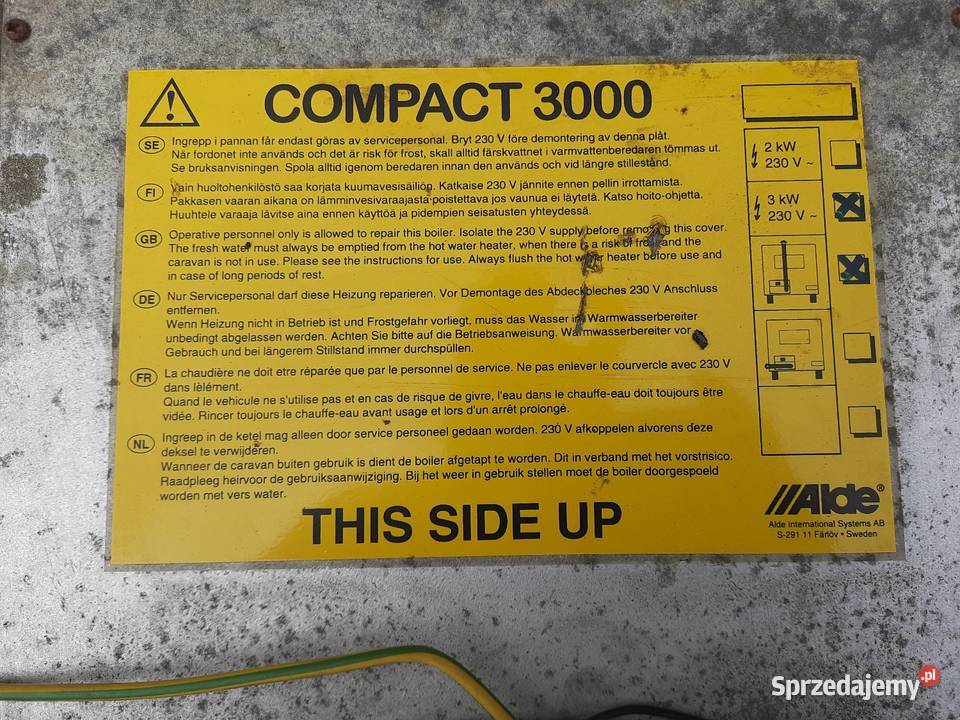 COMPACT 3000
SE Ingrepp i pannan får endast göras av servicepersonal. Bryt 230 V före demontering av denna plåt.
När fordonet inte används och det är risk för frost, skall alltid färskvattnet i varmvattenberedaren tömmas ut.
Se bruksanvisningen. Spola alltid igenom beredaren innan den används och vid längre stillestånd.
FI Vain huoltohenkilöstö saa korjata kuumavesisäiliön. Katkaise 230 V jännite ennen pellin irrottamista.
Pakkasen vaaran aikana on lämminvesivaraajasta poistettava jos vaunua ei läytetä. Katso hoito-ohjetta.
Huuhtele varaaja lävitse aina ennen käyttöä ja pidempien seisatusten yhteydessä.
GB Operative personnel only is allowed to repair this boiler. Isolate the 230 V supply before removing this cover.
The fresh water must always be emptied from the hot water heater, when there is a risk of frost and the
caravan is not in use. Please see the instructions for use. Always flush the hot water heater before use and
in case of long periods of rest.
DE Nur Servicepersonal darf diese Heizung reparieren. Vor Demontage des Abdeckbleches 230 V Anschluss
entfernen.
Wenn Heizung nicht in Betrieb ist und Frostgefahr vorliegt, muss das Wasser im Warmwasserbereiter
unbedingt abgelassen werden. Achten Sie bitte auf die Betriebsanweisung. Warmwasserbereiter vor
Gebrauch und bei längerem Stillstand immer durchspüllen.
FR La chaudière ne doit etre réparée que par le personnel de service. Ne pas enlever le courvercle avec 230 V
dans lèlément.
Quand le vehicule ne s'utilise pas et en cas de risque de givre, l'eau dans le chauffe-eau doit toujours être
vidée. Rincer toujours le chauffe-eau avant usage et lors d'un arrêt prolongé.
NL Ingreep in de ketel mag alleen door service personeel gedaan worden. 230 V afkoppelen alvorens deze
deksel te verwijderen.
Wanneer de caravan buiten gebruik is dient de boiler afgetapt te worden. Dit in verband met het vorstrisico.
Raadpleeg heirvoor de gebruiksaanwijziging. Bij het weer in gebruik stellen moet de boiler doorgespoeld
worden met vers water.
THIS SIDE UP
2 kW
230 V ~
3 kW
230 V ~
Alde®
Alde International Systems AB
S-291 11 Färlöv • Sweden
Sprzedajemy.pl